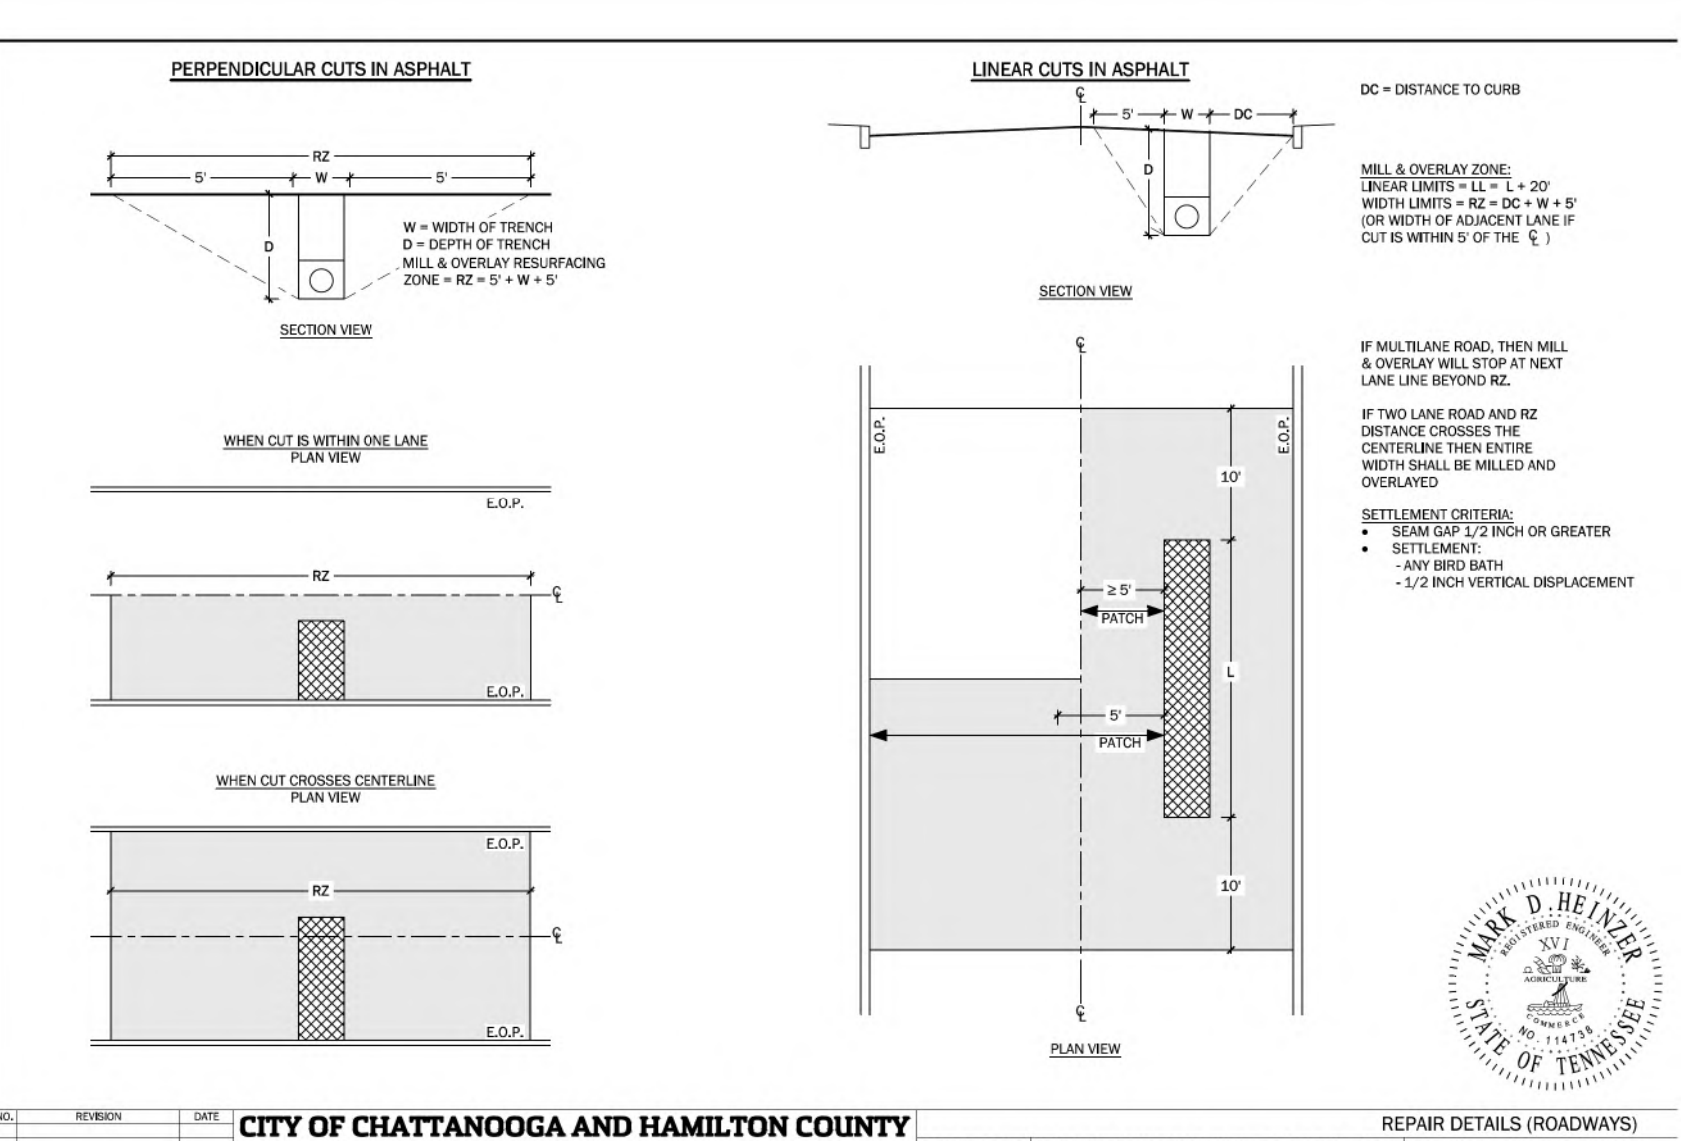 PERPENDICULAR CUTS IN ASPHALT
RZ
5' W 5'
D
W = WIDTH OF TRENCH
D = DEPTH OF TRENCH
MILL & OVERLAY RESURFACING
ZONE = RZ = 5' + W + 5'
SECTION VIEW
WHEN CUT IS WITHIN ONE LANE
PLAN VIEW
E.O.P.
RZ
℄
E.O.P.
WHEN CUT CROSSES CENTERLINE
PLAN VIEW
E.O.P.
RZ
℄
E.O.P.
LINEAR CUTS IN ASPHALT
℄
5' W DC
D
SECTION VIEW
℄
E.O.P.
E.O.P.
10'
≥ 5'
PATCH
L
5'
PATCH
10'
℄
PLAN VIEW
DC = DISTANCE TO CURB
MILL & OVERLAY ZONE:
LINEAR LIMITS = LL = L + 20'
WIDTH LIMITS = RZ = DC + W + 5'
(OR WIDTH OF ADJACENT LANE IF
CUT IS WITHIN 5' OF THE ℄ )
IF MULTILANE ROAD, THEN MILL
& OVERLAY WILL STOP AT NEXT
LANE LINE BEYOND RZ.
IF TWO LANE ROAD AND RZ
DISTANCE CROSSES THE
CENTERLINE THEN ENTIRE
WIDTH SHALL BE MILLED AND
OVERLAYED
SETTLEMENT CRITERIA:
• SEAM GAP 1/2 INCH OR GREATER
• SETTLEMENT:
- ANY BIRD BATH
- 1/2 INCH VERTICAL DISPLACEMENT
MARK D. HEINZER
REGISTERED ENGINEER
XVI
AGRICULTURE
COMMERCE
NO. 114738
STATE OF TENNESSEE
NO. REVISION DATE
CITY OF CHATTANOOGA AND HAMILTON COUNTY
REPAIR DETAILS (ROADWAYS)